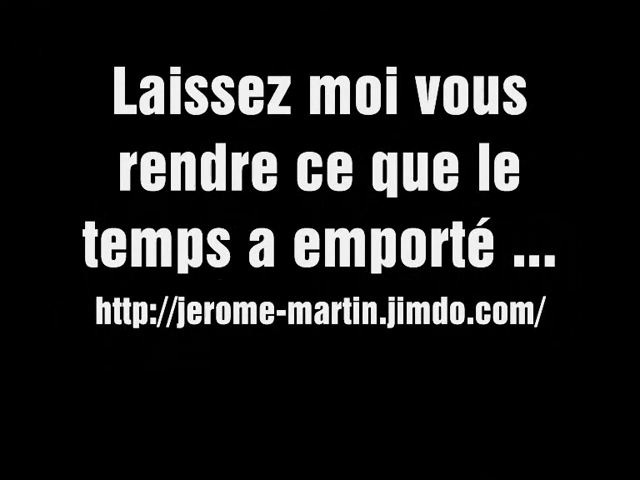 Laissez moi vous
rendre ce que le
temps a emporté ...
http://jerome-martin.jimdo.com/